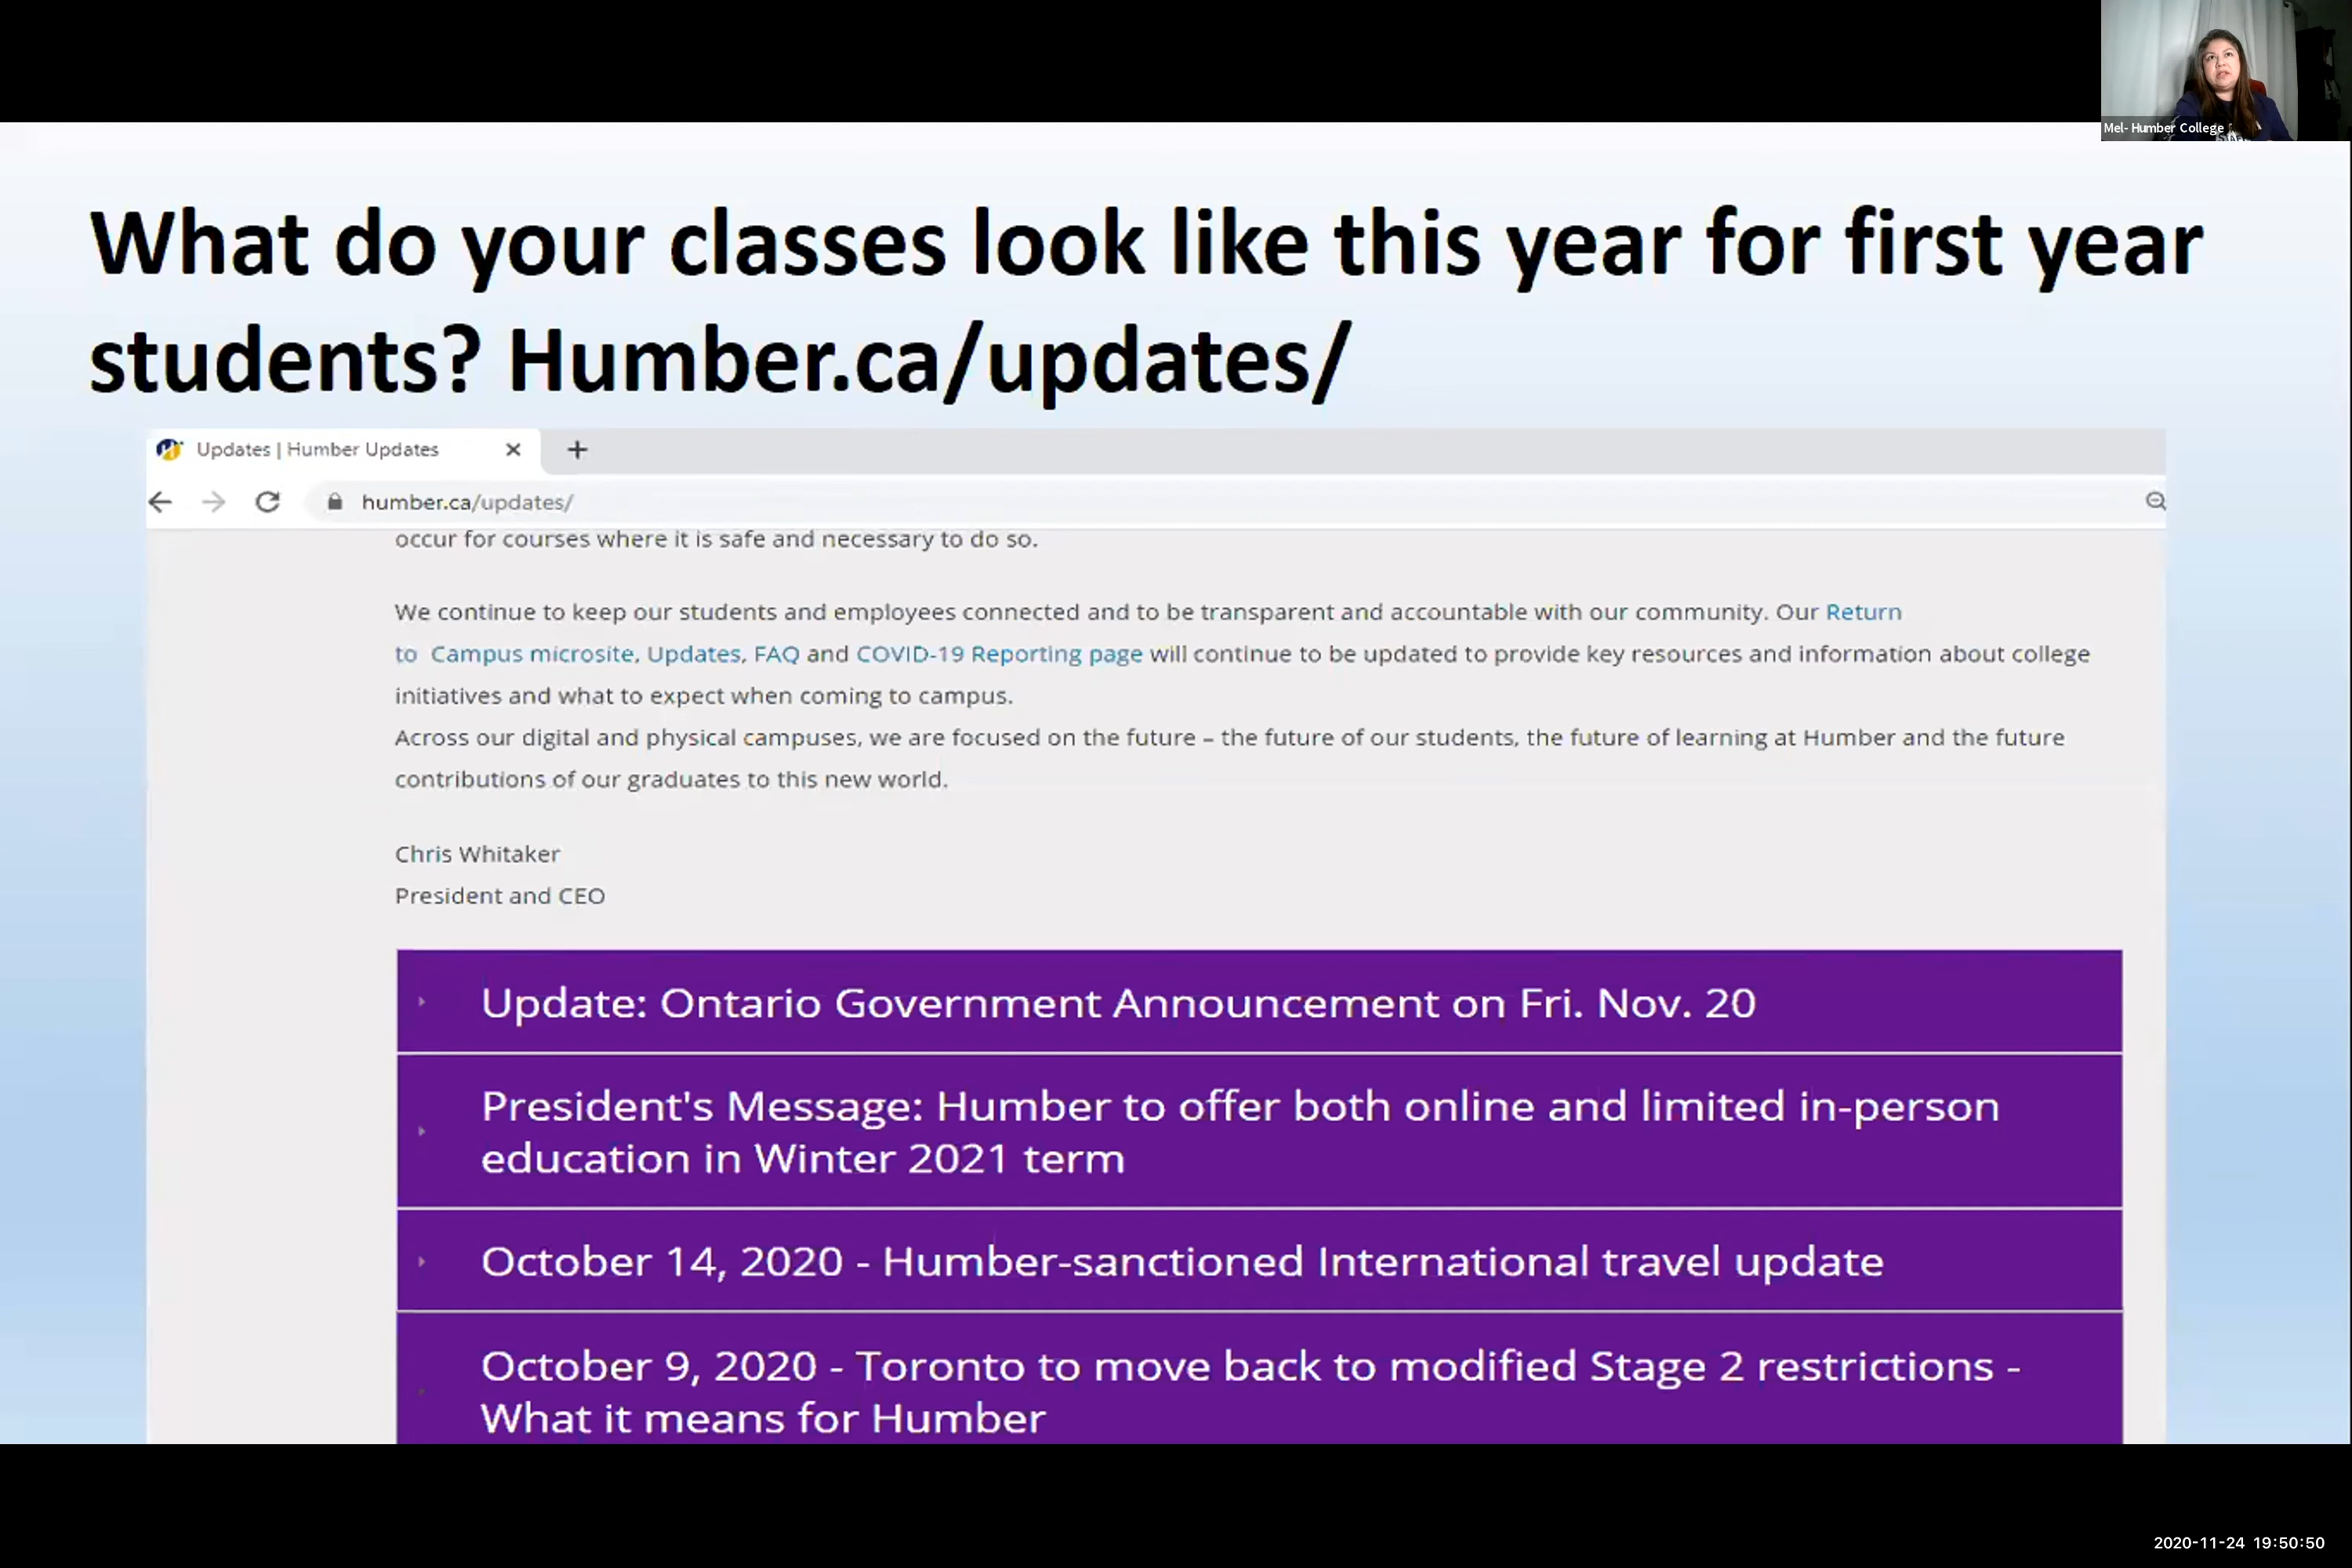 Mel- Humber College
What do your classes look like this year for first year
students? Humber.ca/updates/
Updates | Humber Updates
humber.ca/updates/
occur for courses where it is safe and necessary to do so.
We continue to keep our students and employees connected and to be transparent and accountable with our community. Our Return
to Campus microsite, Updates, FAQ and COVID-19 Reporting page will continue to be updated to provide key resources and information about college
initiatives and what to expect when coming to campus.
Across our digital and physical campuses, we are focused on the future – the future of our students, the future of learning at Humber and the future
contributions of our graduates to this new world.
Chris Whitaker
President and CEO
Update: Ontario Government Announcement on Fri. Nov. 20
President's Message: Humber to offer both online and limited in-person
education in Winter 2021 term
October 14, 2020 - Humber-sanctioned International travel update
October 9, 2020 - Toronto to move back to modified Stage 2 restrictions -
What it means for Humber
2020-11-24 19:50:50